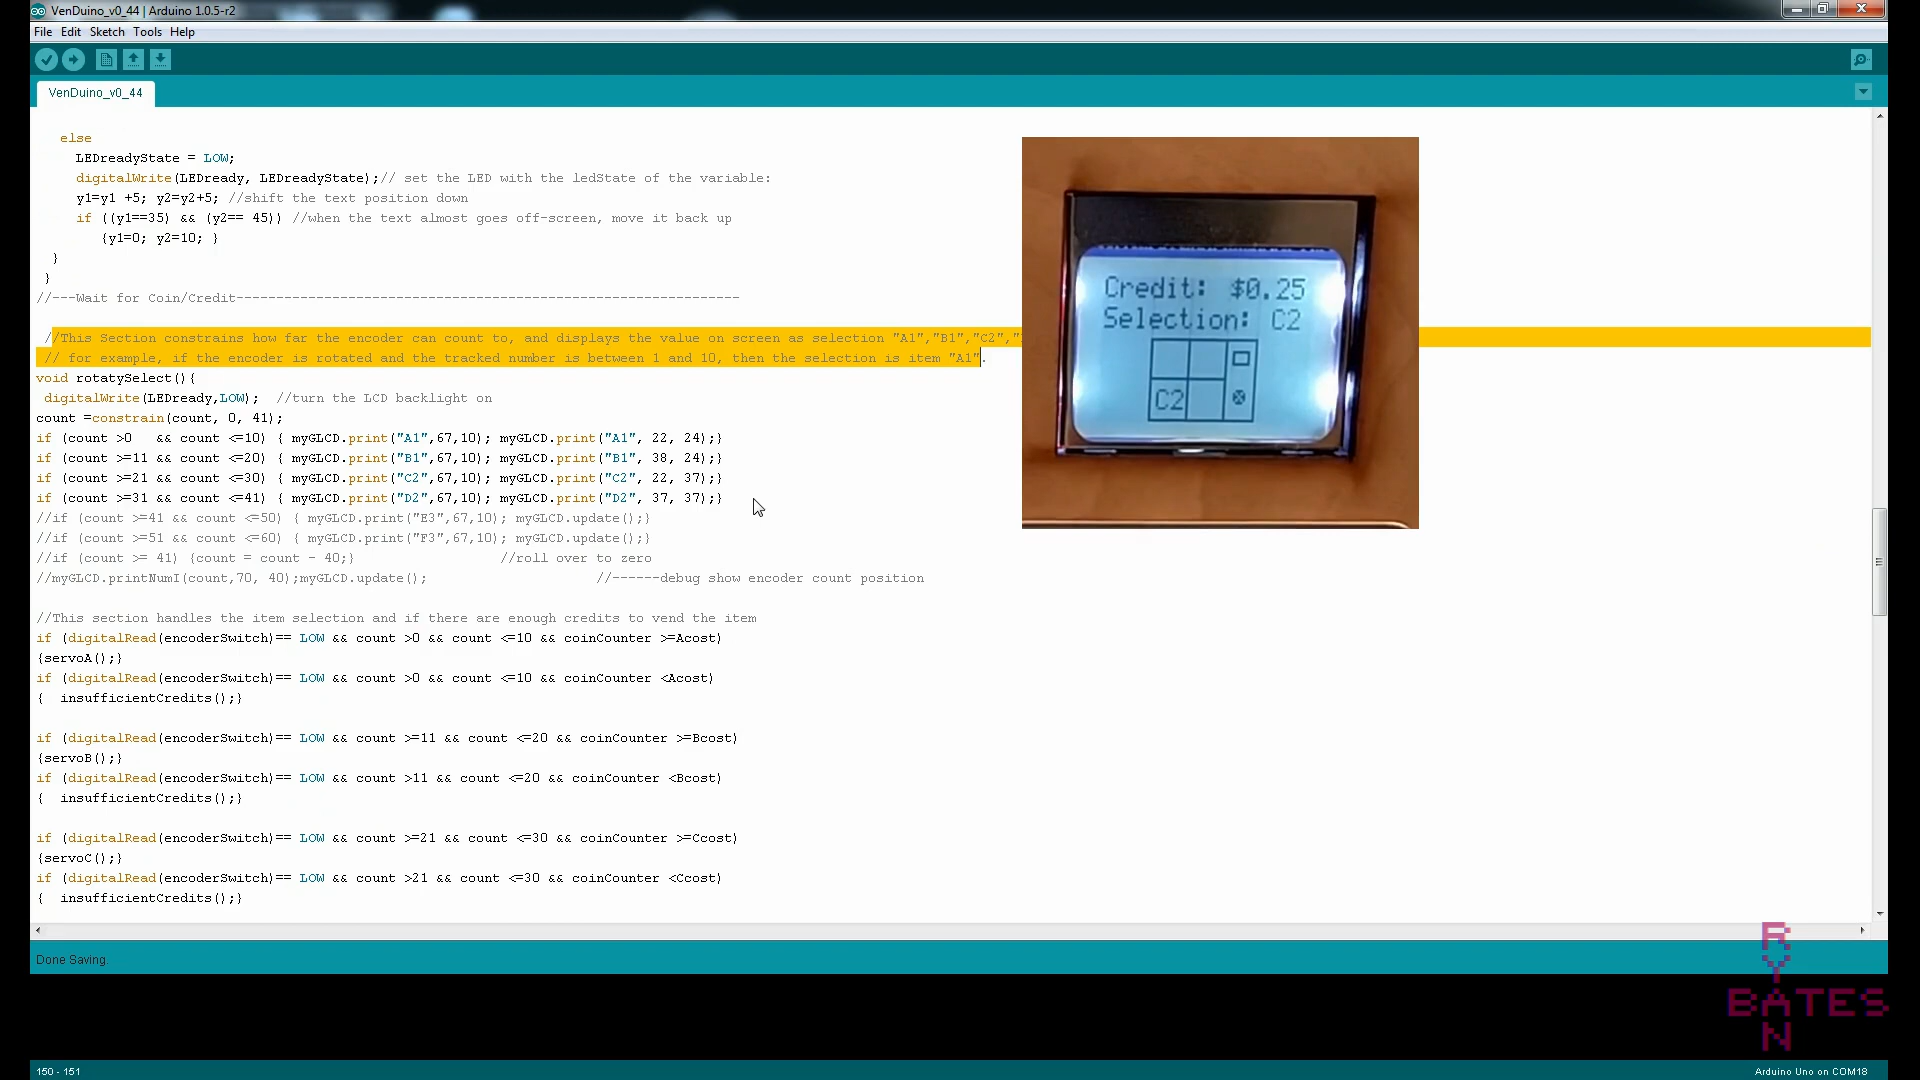 VenDuino_v0_44 | Arduino 1.0.5-r2
File Edit Sketch Tools Help
VenDuino_v0_44
else
LEDreadyState = LOW;
digitalWrite(LEDready, LEDreadyState);// set the LED with the ledState of the variable:
y1=y1 +5; y2=y2+5; //shift the text position down
if ((y1==35) && (y2== 45)) //when the text almost goes off-screen, move it back up
{y1=0; y2=10; }
}
}
//---Wait for Coin/Credit---------------------------------------------------------------
//This Section constrains how far the encoder can count to, and displays the value on screen as selection "A1","B1","C2","
// for example, if the encoder is rotated and the tracked number is between 1 and 10, then the selection is item "A1".
void rotatySelect(){
digitalWrite(LEDready,LOW);  //turn the LCD backlight on
count =constrain(count, 0, 41);
if (count >0   && count <=10) { myGLCD.print("A1",67,10); myGLCD.print("A1", 22, 24);}
if (count >=11 && count <=20) { myGLCD.print("B1",67,10); myGLCD.print("B1", 38, 24);}
if (count >=21 && count <=30) { myGLCD.print("C2",67,10); myGLCD.print("C2", 22, 37);}
if (count >=31 && count <=41) { myGLCD.print("D2",67,10); myGLCD.print("D2", 37, 37);}
//if (count >=41 && count <=50) { myGLCD.print("E3",67,10); myGLCD.update();}
//if (count >=51 && count <=60) { myGLCD.print("F3",67,10); myGLCD.update();}
//if (count >= 41) {count = count - 40;}                  //roll over to zero
//myGLCD.printNumI(count,70, 40);myGLCD.update();                     //------debug show encoder count position
//This section handles the item selection and if there are enough credits to vend the item
if (digitalRead(encoderSwitch)== LOW && count >0 && count <=10 && coinCounter >=Acost)
{servoA();}
if (digitalRead(encoderSwitch)== LOW && count >0 && count <=10 && coinCounter <Acost)
{  insufficientCredits();}
if (digitalRead(encoderSwitch)== LOW && count >=11 && count <=20 && coinCounter >=Bcost)
{servoB();}
if (digitalRead(encoderSwitch)== LOW && count >11 && count <=20 && coinCounter <Bcost)
{  insufficientCredits();}
if (digitalRead(encoderSwitch)== LOW && count >=21 && count <=30 && coinCounter >=Ccost)
{servoC();}
if (digitalRead(encoderSwitch)== LOW && count >21 && count <=30 && coinCounter <Ccost)
{  insufficientCredits();}
Credit: $0.25
Selection: C2
C2
Done Saving.
RYAN
BATES
150 - 151
Arduino Uno on COM18